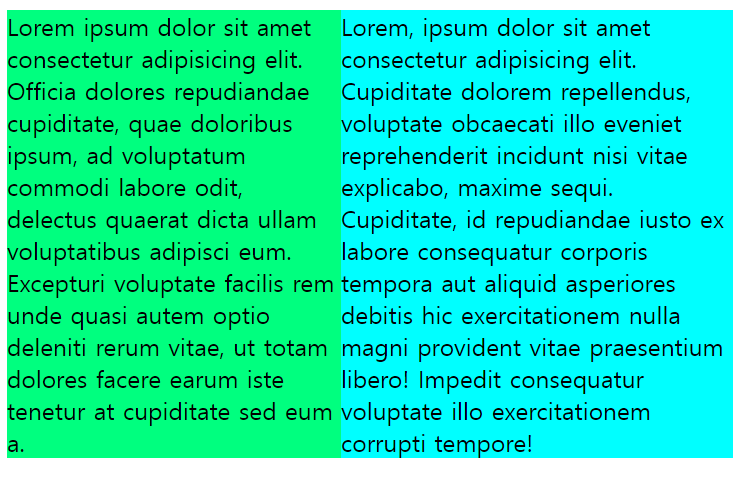 Lorem ipsum dolor sit amet
consectetur adipisicing elit.
Officia dolores repudiandae
cupiditate, quae doloribus
ipsum, ad voluptatum
commodi labore odit,
delectus quaerat dicta ullam
voluptatibus adipisci eum.
Excepturi voluptate facilis rem
unde quasi autem optio
deleniti rerum vitae, ut totam
dolores facere earum iste
tenetur at cupiditate sed eum
a.
Lorem, ipsum dolor sit amet
consectetur adipisicing elit.
Cupiditate dolorem repellendus,
voluptate obcaecati illo eveniet
reprehenderit incidunt nisi vitae
explicabo, maxime sequi.
Cupiditate, id repudiandae iusto ex
labore consequatur corporis
tempora aut aliquid asperiores
debitis hic exercitationem nulla
magni provident vitae praesentium
libero! Impedit consequatur
voluptate illo exercitationem
corrupti tempore!